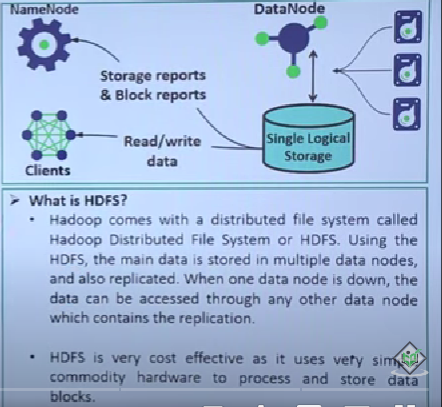 NameNode
DataNode
Storage reports
& Block reports
Read/write
data
Single Logical
Storage
Clients
What is HDFS?
Hadoop comes with a distributed file system called
Hadoop Distributed File System or HDFS. Using the
HDFS, the main data is stored in multiple data nodes,
and also replicated. When one data node is down, the
data can be accessed through any other data node
which contains the replication.
HDFS is very cost effective as it uses very simple
commodity hardware to process and store data
blocks.